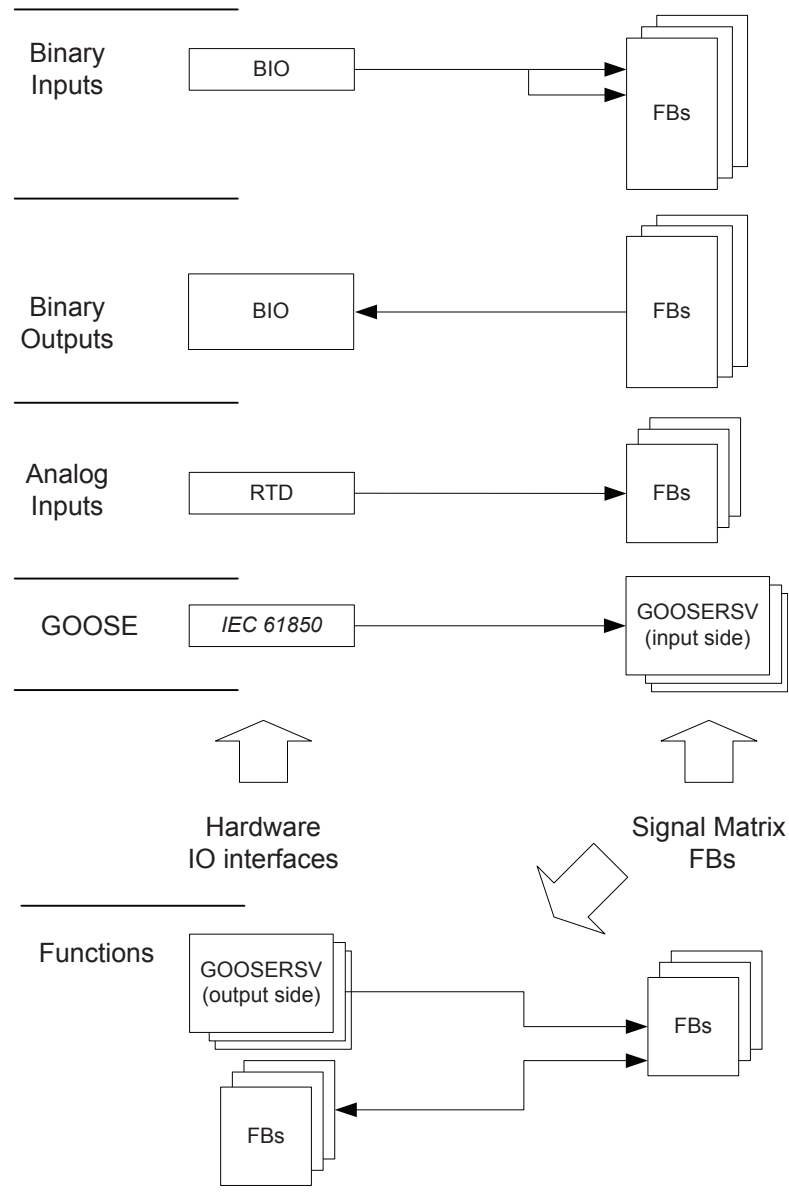 Binary
Inputs
BIO
FBs
Binary
Outputs
BIO
FBs
Analog
Inputs
RTD
FBs
GOOSE
IEC 61850
GOOSERSV
(input side)
Hardware
IO interfaces
Signal Matrix
FBs
Functions
GOOSERSV
(output side)
FBs
FBs